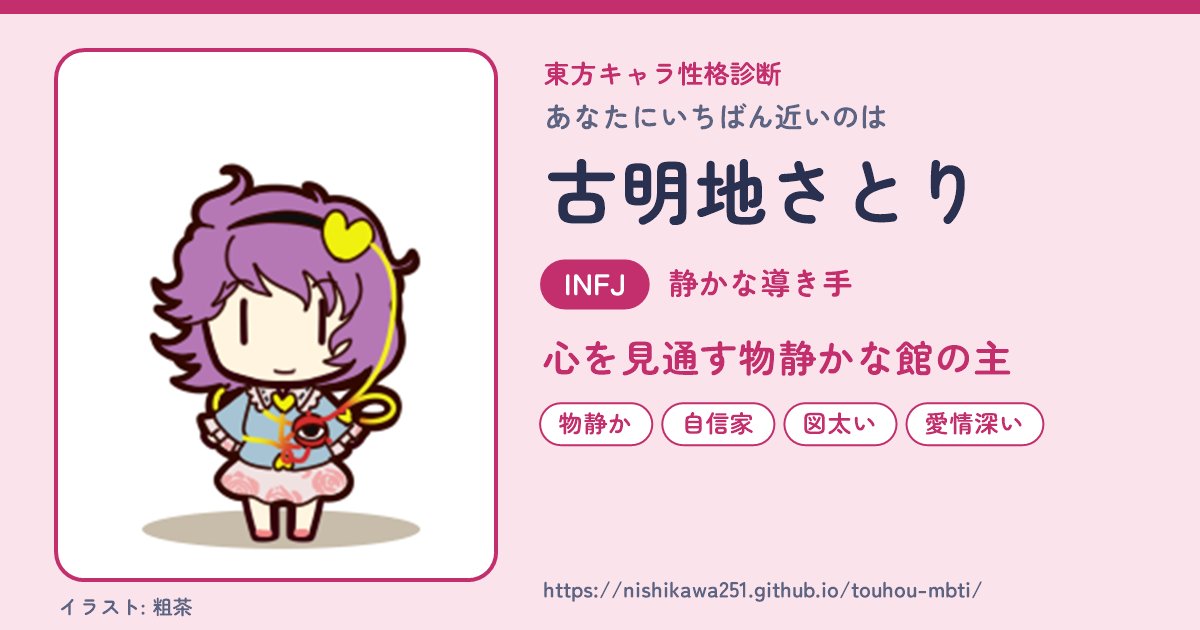 東方キャラ性格診断
あなたにいちばん近いのは
古明地さとり
INFJ 静かな導き手
心を見通す物静かな館の主
物静か 自信家 図太い 愛情深い
https://nishikawa251.github.io/touhou-mbti/
イラスト: 粗茶